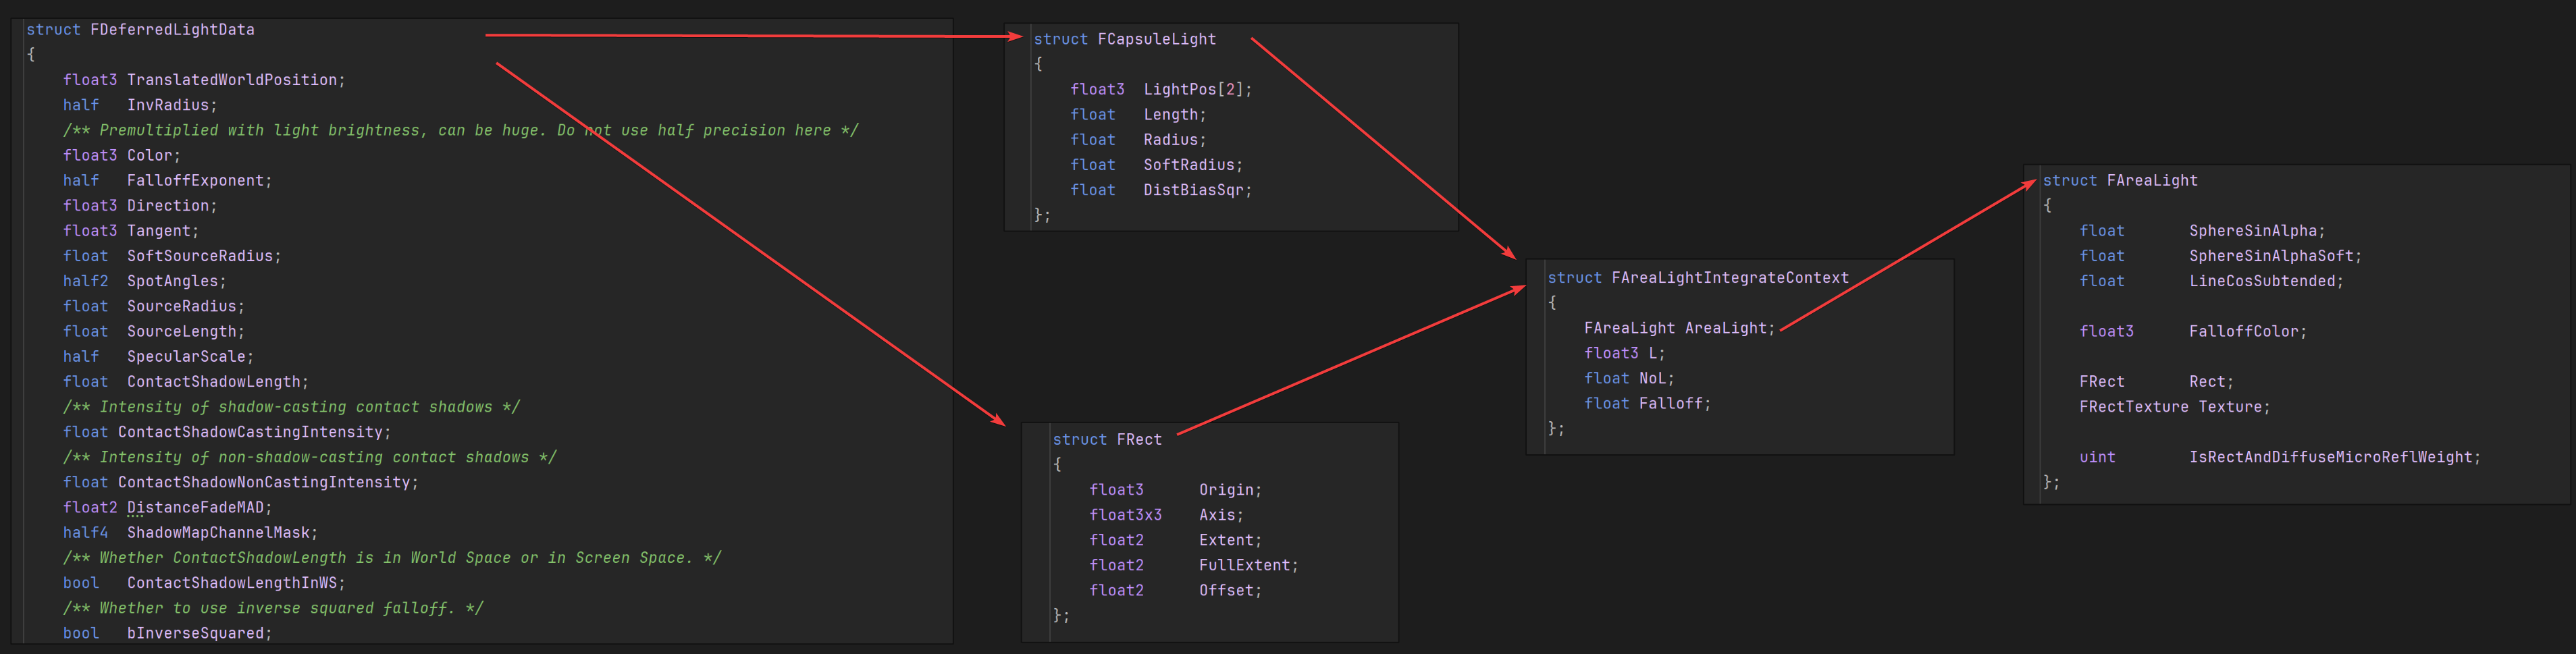 struct FDeferredLightData
{
float3 TranslatedWorldPosition;
half InvRadius;
/** Premultiplied with light brightness, can be huge. Do not use half precision here */
float3 Color;
half FalloffExponent;
float3 Direction;
float3 Tangent;
float SoftSourceRadius;
half2 SpotAngles;
float SourceRadius;
float SourceLength;
half SpecularScale;
float ContactShadowLength;
/** Intensity of shadow-casting contact shadows */
float ContactShadowCastingIntensity;
/** Intensity of non-shadow-casting contact shadows */
float ContactShadowNonCastingIntensity;
float2 DistanceFadeMAD;
half4 ShadowMapChannelMask;
/** Whether ContactShadowLength is in World Space or in Screen Space. */
bool ContactShadowLengthInWS;
/** Whether to use inverse squared falloff. */
bool bInverseSquared;
struct FCapsuleLight
{
float3 LightPos[2];
float Length;
float Radius;
float SoftRadius;
float DistBiasSqr;
};
struct FRect
{
float3 Origin;
float3x3 Axis;
float2 Extent;
float2 FullExtent;
float2 Offset;
};
struct FAreaLightIntegrateContext
{
FAreaLight AreaLight;
float3 L;
float NoL;
float Falloff;
};
struct FAreaLight
{
float SphereSinAlpha;
float SphereSinAlphaSoft;
float LineCosSubtended;
float3 FalloffColor;
FRect Rect;
FRectTexture Texture;
uint IsRectAndDiffuseMicroReflWeight;
};